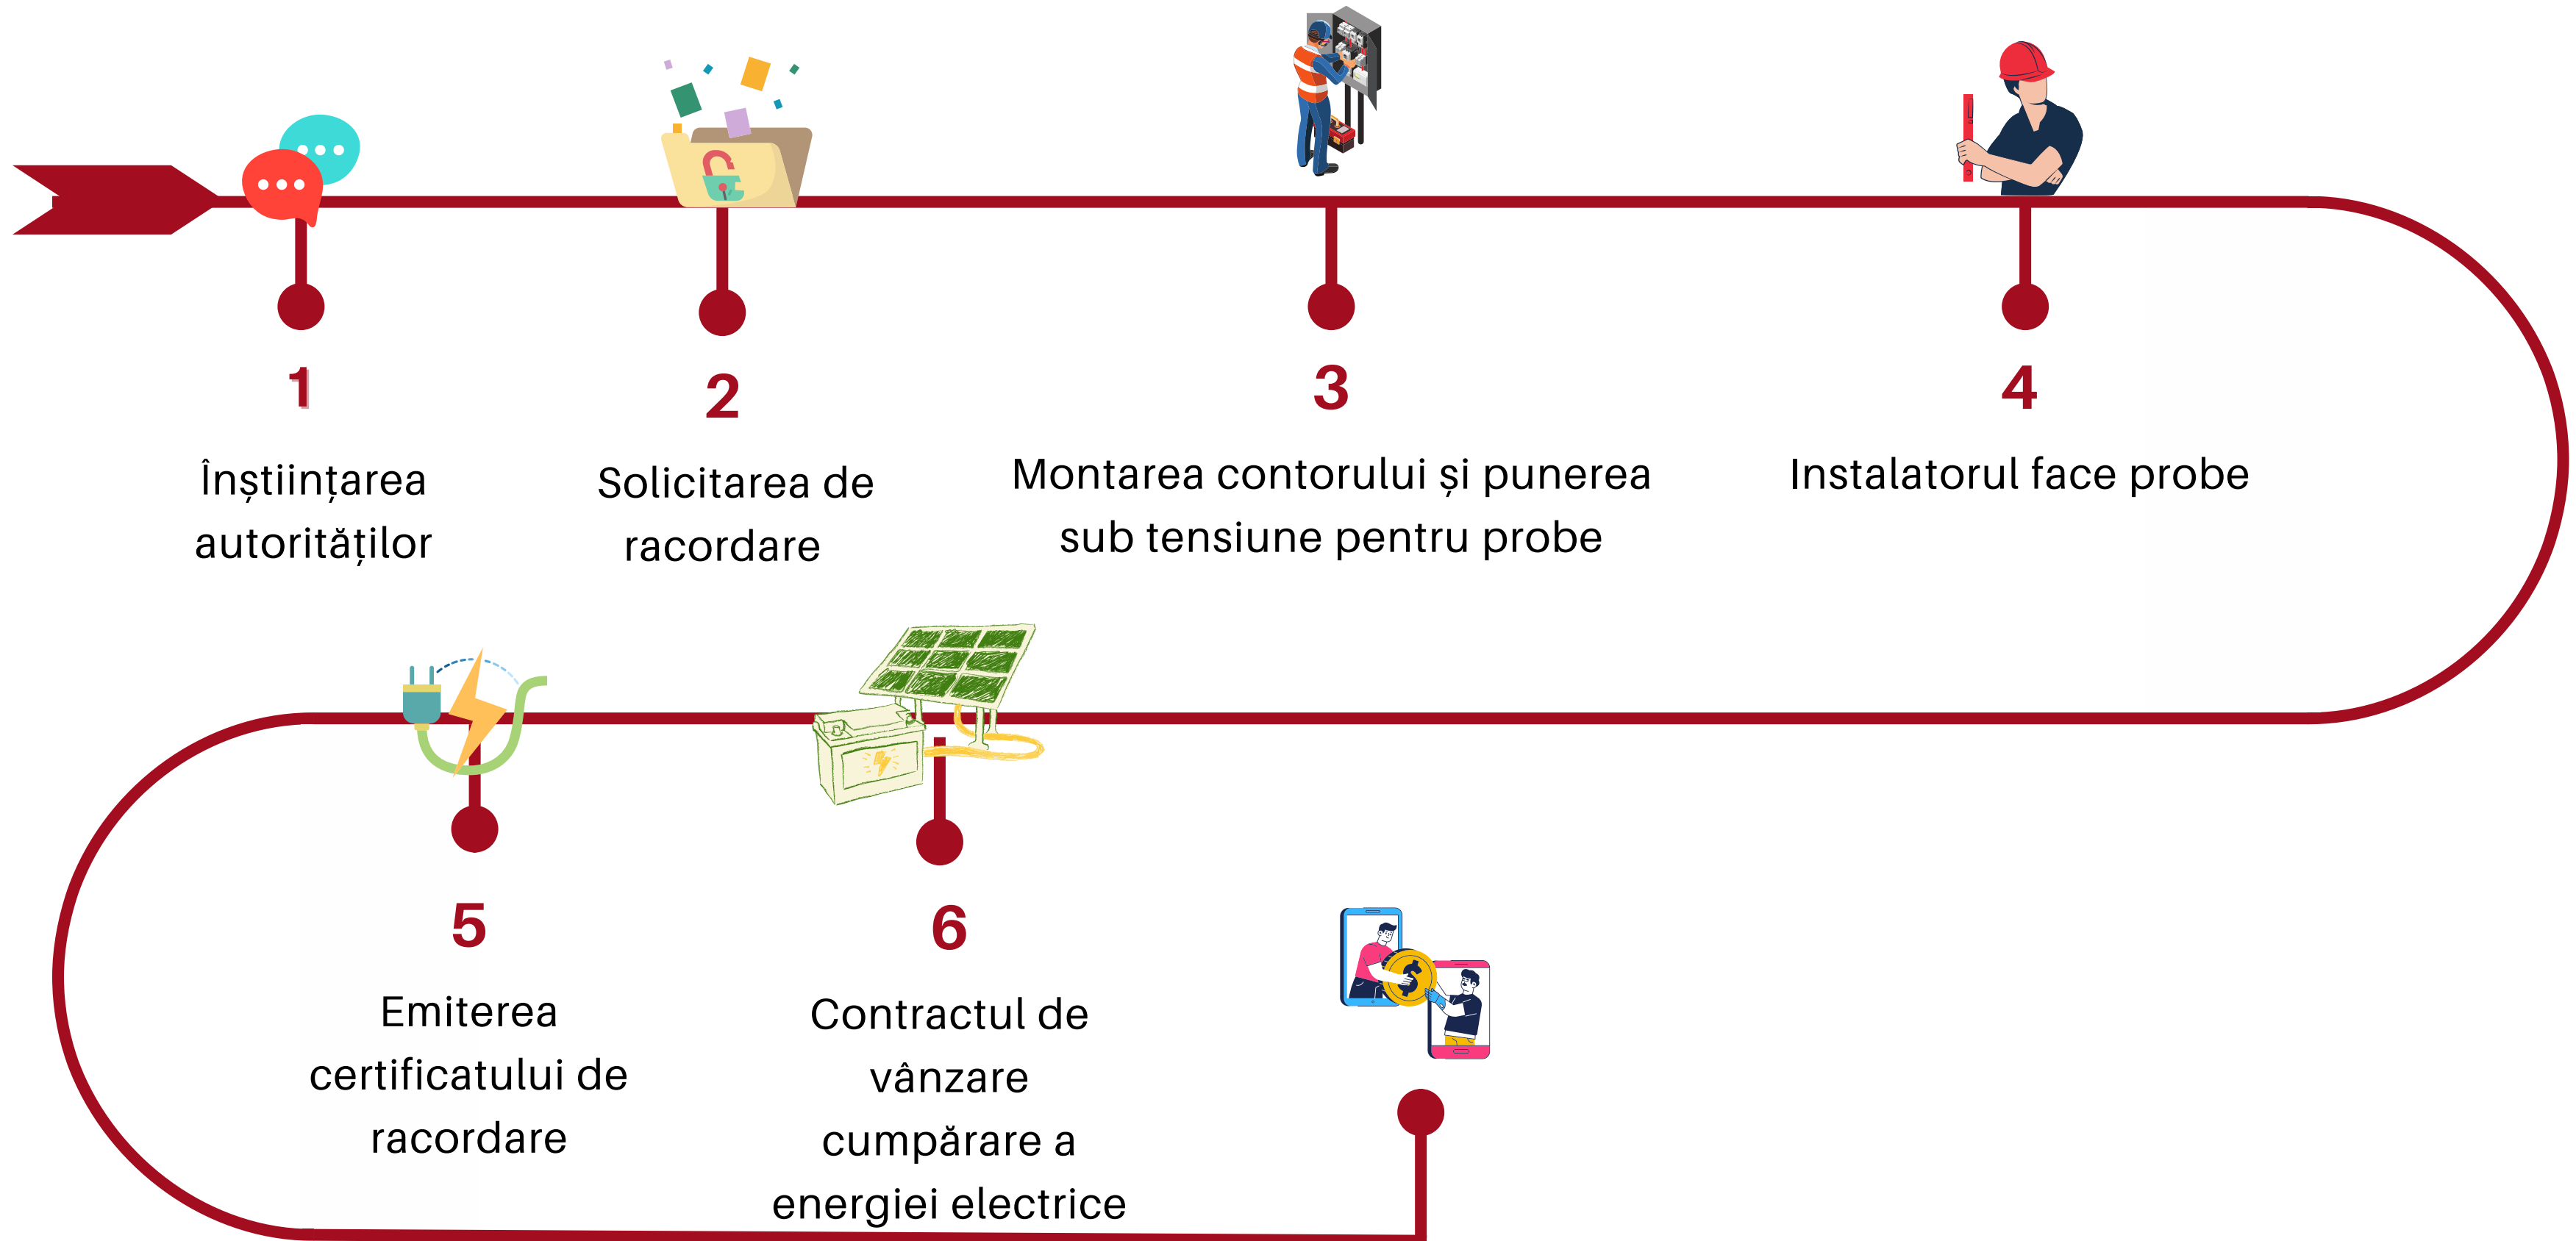 1
Înștiințarea
autorităților
2
Solicitarea de
racordare
3
Montarea contorului și punerea
sub tensiune pentru probe
4
Instalatorul face probe
5
Emiterea
certificatului de
racordare
6
Contractul de
vânzare
cumpărare a
energiei electrice